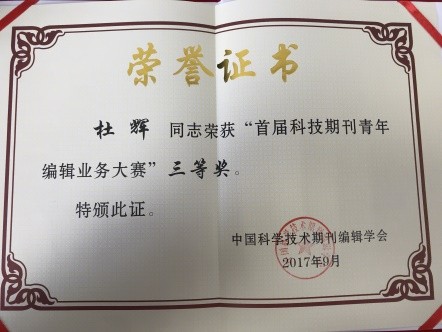 荣誉证书
杜辉 同志荣获“首届科技期刊青年
编辑业务大赛”三等奖。
特颁此证。
中国科学技术期刊编辑学会
2017年9月